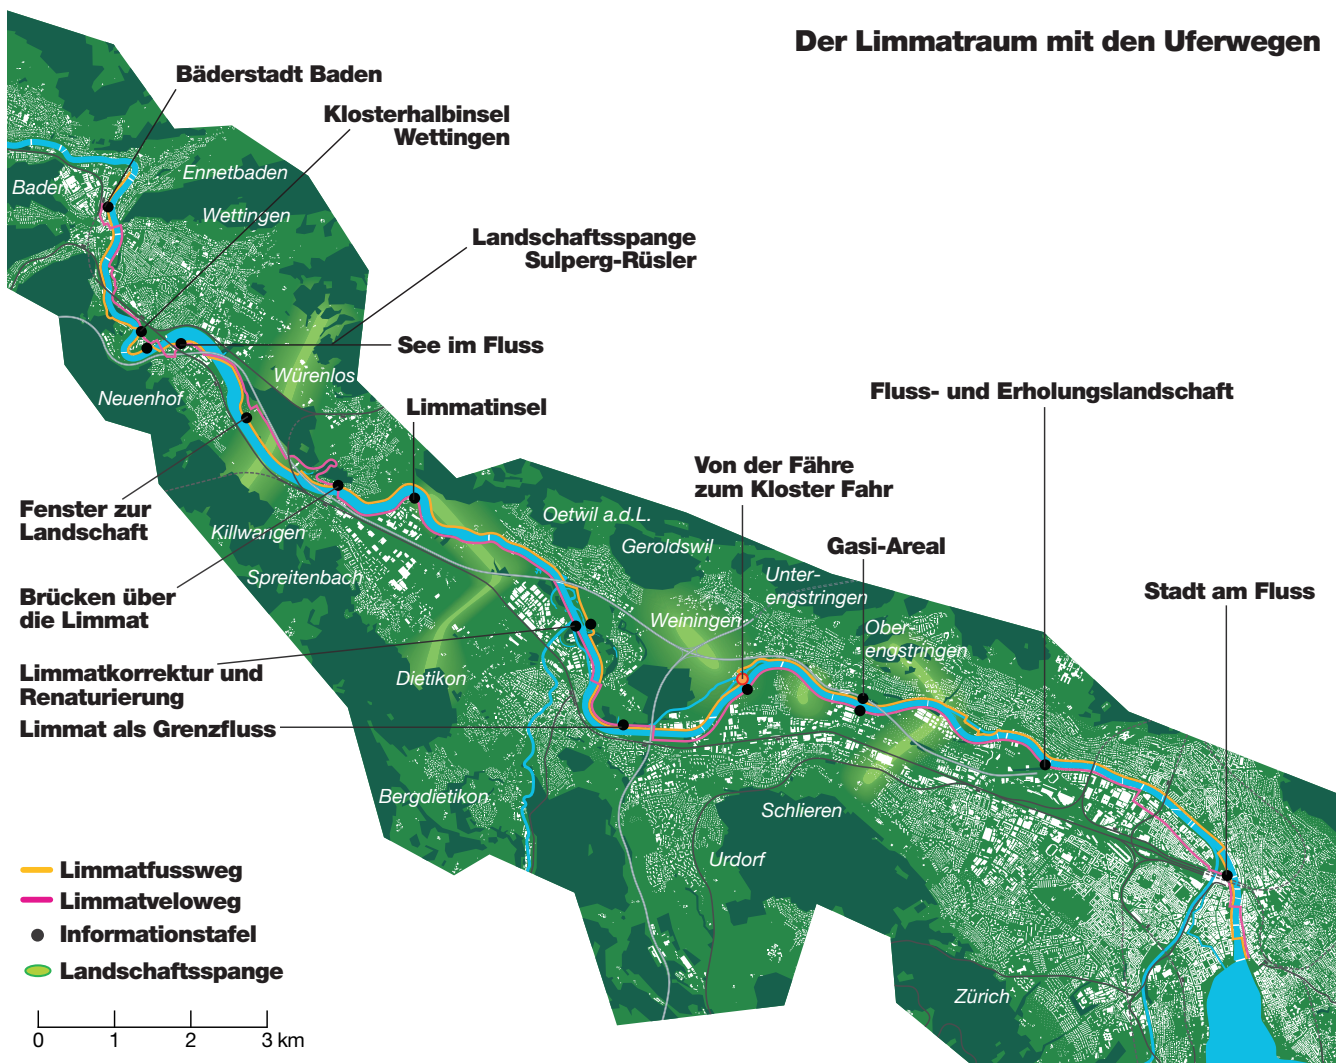 Der Limmatraum mit den Uferwegen
Bäderstadt Baden
Klosterhalbinsel
Wettingen
Ennetbaden
Baden
Wettingen
Landschaftsspange
Sulperg-Rüsler
See im Fluss
Würenlos
Neuenhof
Limmatinsel
Fluss- und Erholungslandschaft
Von der Fähre
zum Kloster Fahr
Fenster zur
Landschaft
Killwangen
Oetwil a.d.L.
Geroldswil
Gasi-Areal
Spreitenbach
Unter-
engstringen
Stadt am Fluss
Brücken über
die Limmat
Weiningen
Ober-
engstringen
Limmatkorrektur und
Renaturierung
Dietikon
Limmat als Grenzfluss
Bergdietikon
Schlieren
Urdorf
Zürich
Limmatfussweg
Limmatveloweg
Informationstafel
Landschaftsspange
0 1 2 3 km